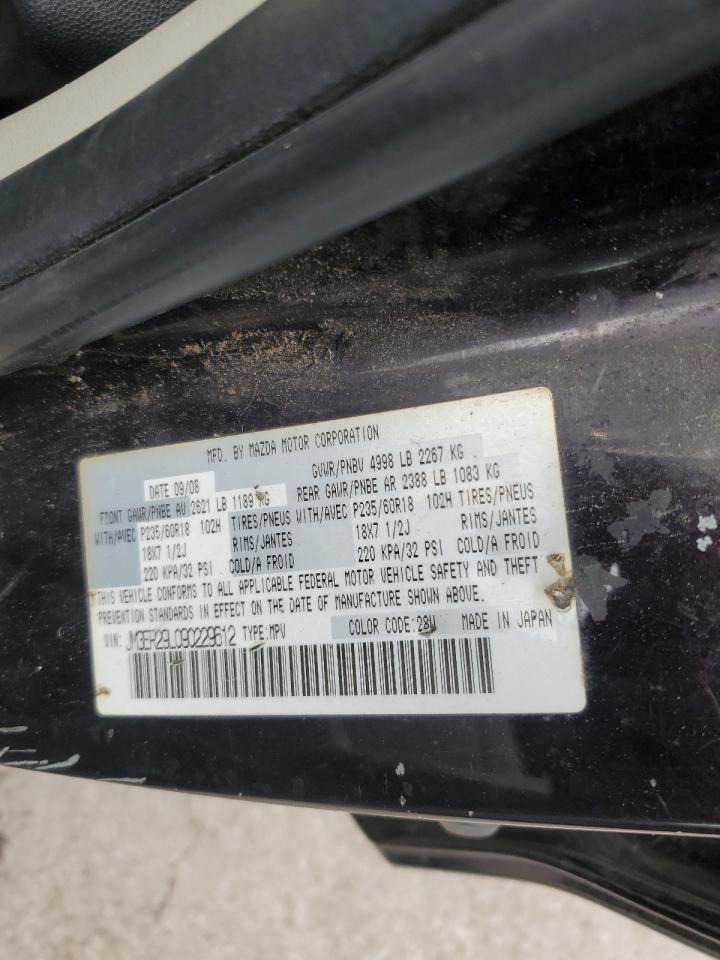 MFD. BY MAZDA MOTOR CORPORATION
DATE 09/08 GVWR/PNBV 4998 LB 2267 KG
FRONT GAWR/PNBE AV 2621 LB 1189 KG REAR GAWR/PNBE AR 2388 LB 1083 KG
WITH/AVEC P235/60R18 102H TIRES/PNEUS WITH/AVEC P235/60R18 102H TIRES/PNEUS
18X7 1/2J RIMS/JANTES 18X7 1/2J RIMS/JANTES
220 KPA/32 PSI COLD/A FROID 220 KPA/32 PSI COLD/A FROID
THIS VEHICLE CONFORMS TO ALL APPLICABLE FEDERAL MOTOR VEHICLE SAFETY AND THEFT
PREVENTION STANDARDS IN EFFECT ON THE DATE OF MANUFACTURE SHOWN ABOVE.
VIN: JM3ER29L090229612 TYPE:MPV COLOR CODE:28W MADE IN JAPAN